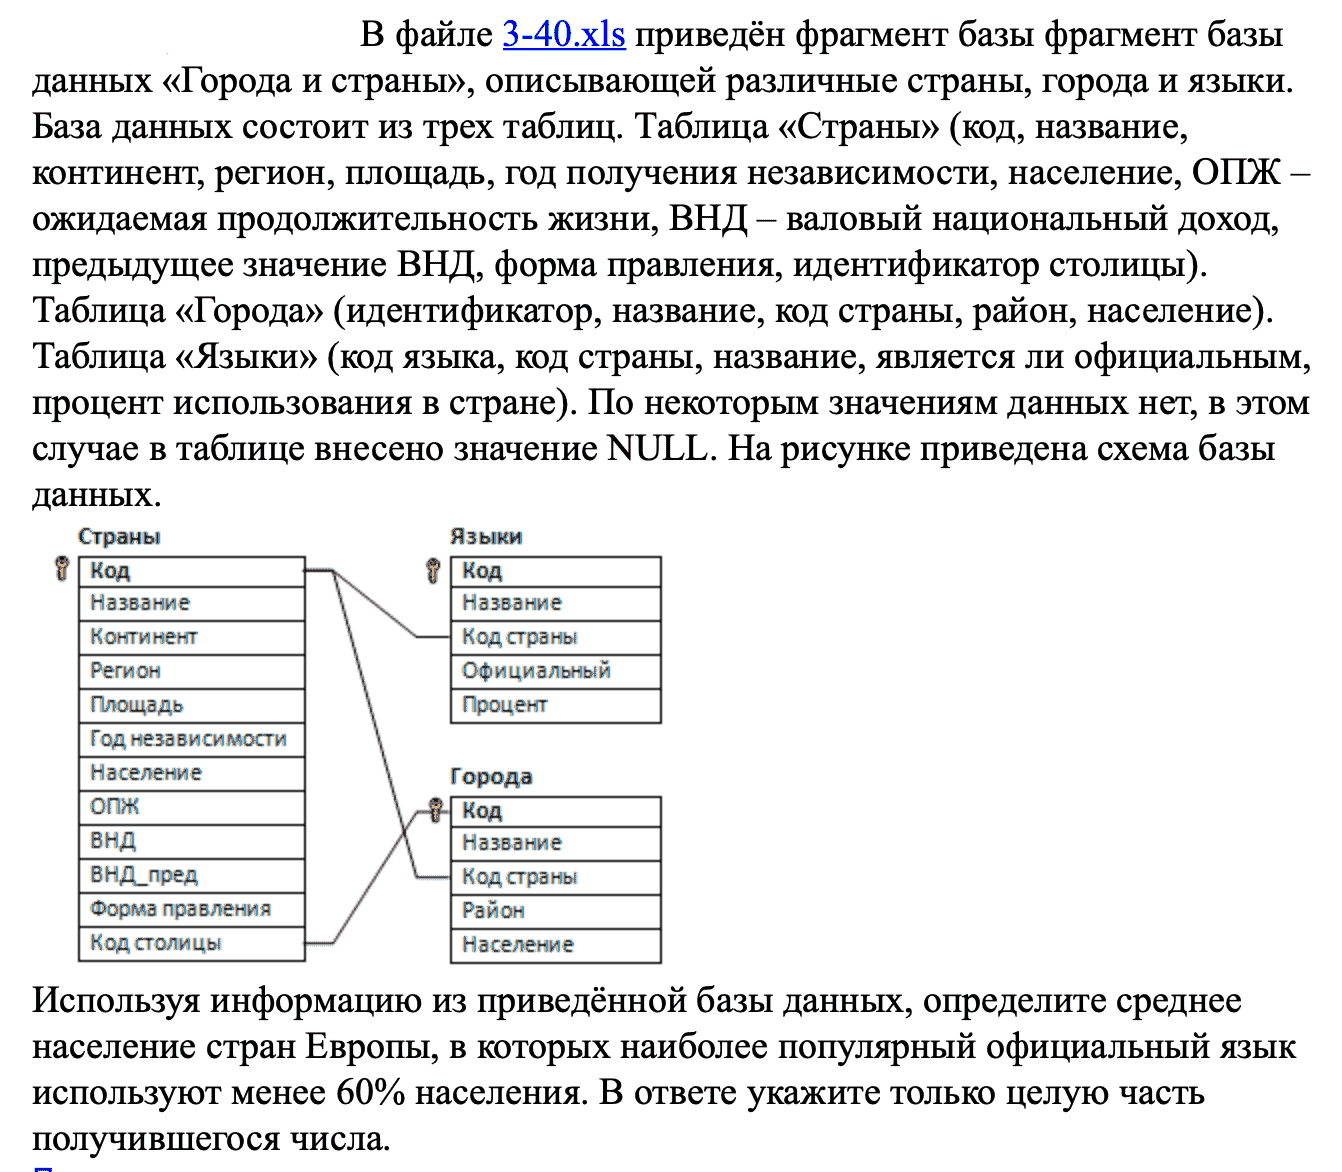 В файле 3-40.xls приведён фрагмент базы фрагмент базы
данных «Города и страны», описывающей различные страны, города и языки.
База данных состоит из трех таблиц. Таблица «Страны» (код, название,
континент, регион, площадь, год получения независимости, население, ОПЖ –
ожидаемая продолжительность жизни, ВНД – валовый национальный доход,
предыдущее значение ВНД, форма правления, идентификатор столицы).
Таблица «Города» (идентификатор, название, код страны, район, население).
Таблица «Языки» (код языка, код страны, название, является ли официальным,
процент использования в стране). По некоторым значениям данных нет, в этом
случае в таблице внесено значение NULL. На рисунке приведена схема базы
данных.
Страны
Код
Название
Континент
Регион
Площадь
Год независимости
Население
ОПЖ
ВНД
ВНД_пред
Форма правления
Код столицы
Языки
Код
Название
Код страны
Официальный
Процент
Города
Код
Название
Код страны
Район
Население
Используя информацию из приведённой базы данных, определите среднее
население стран Европы, в которых наиболее популярный официальный язык
используют менее 60% населения. В ответе укажите только целую часть
получившегося числа.